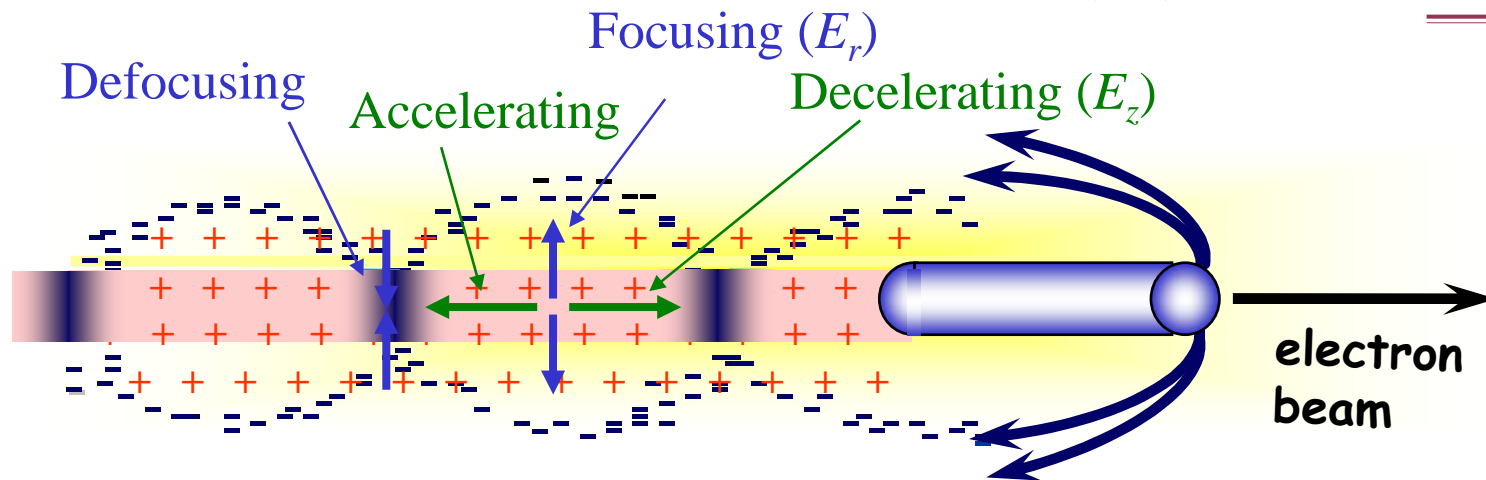 Focusing (E_r)
Defocusing
Accelerating
Decelerating (E_z)
electron
beam